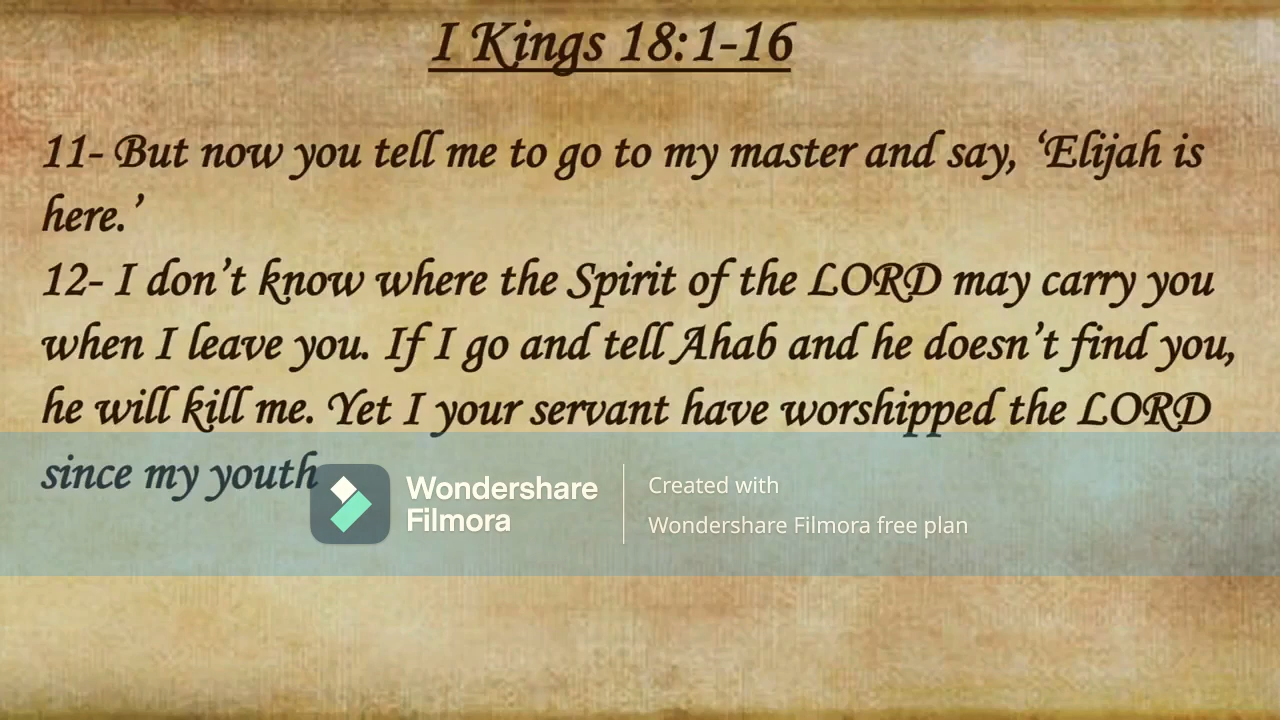 I Kings 18:1-16
11- But now you tell me to go to my master and say, ‘Elijah is
here.’
12- I don’t know where the Spirit of the LORD may carry you
when I leave you. If I go and tell Ahab and he doesn’t find you,
he will kill me. Yet I your servant have worshipped the LORD
since my youth
Wondershare
Filmora
Created with
Wondershare Filmora free plan